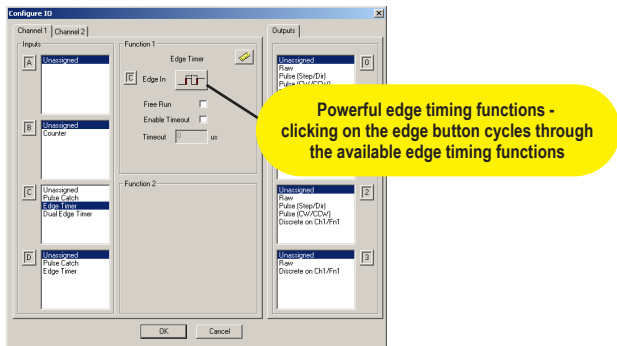 Configure IO
Channel 1 Channel 2
Inputs
A
Unassigned
B
Unassigned
Counter
C
Unassigned
Pulse Catch
Edge Timer
Dual Edge Timer
D
Unassigned
Pulse Catch
Edge Timer
Function 1
Edge Timer
C Edge In
Free Run
Enable Timeout
Timeout 0 us
Function 2
Outputs
Unassigned
Raw
Pulse (Step/Dir)
Pulse (CW/CCW)
0
Powerful edge timing functions -
clicking on the edge button cycles through
the available edge timing functions
Unassigned
Raw
Pulse (Step/Dir)
Pulse (CW/CCW)
Discrete on Ch1/Fn1
2
Unassigned
Raw
Discrete on Ch1/Fn1
3
OK Cancel